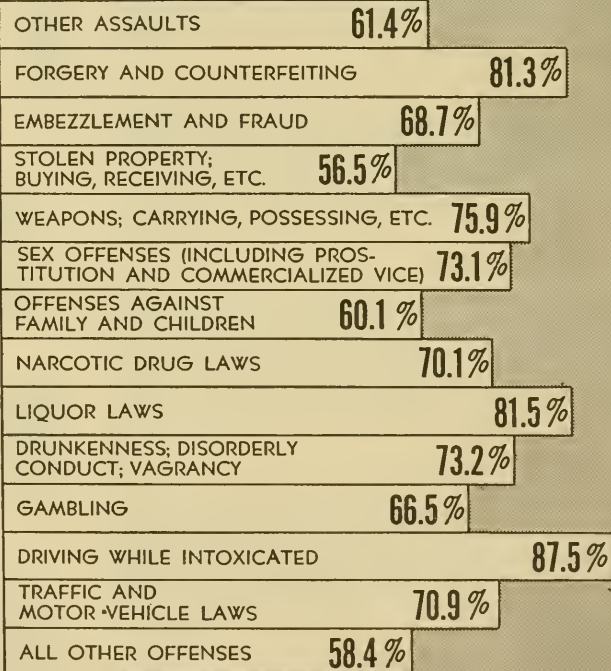 OTHER ASSAULTS 61.4%
FORGERY AND COUNTERFEITING 81.3%
EMBEZZLEMENT AND FRAUD 68.7%
STOLEN PROPERTY;
BUYING, RECEIVING, ETC. 56.5%
WEAPONS; CARRYING, POSSESSING, ETC. 75.9%
SEX OFFENSES (INCLUDING PROS-
TITUTION AND COMMERCIALIZED VICE) 73.1%
OFFENSES AGAINST
FAMILY AND CHILDREN 60.1 %
NARCOTIC DRUG LAWS 70.1%
LIQUOR LAWS 81.5%
DRUNKENNESS; DISORDERLY
CONDUCT; VAGRANCY 73.2%
GAMBLING 66.5%
DRIVING WHILE INTOXICATED 87.5%
TRAFFIC AND
MOTOR-VEHICLE LAWS 70.9 %
ALL OTHER OFFENSES 58.4%